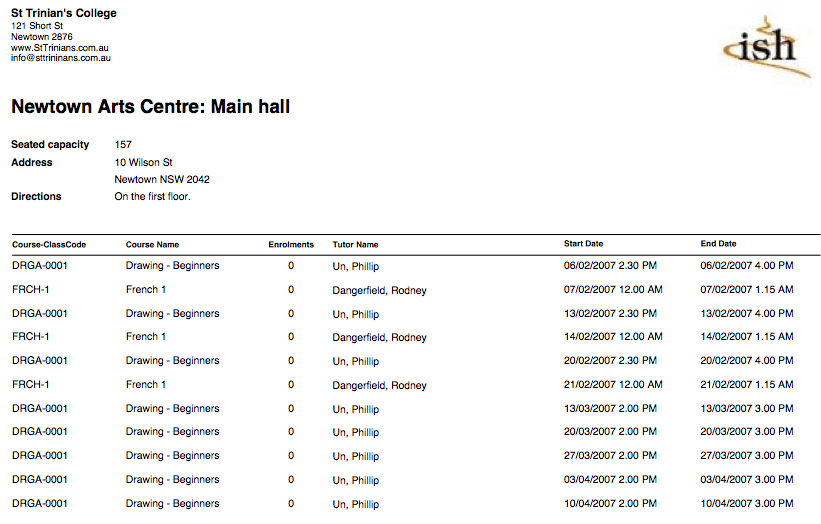 St Trinian's College
121 Short St
Newtown 2876
www.StTrinians.com.au
info@sttrininans.com.au
ish
Newtown Arts Centre: Main hall
Seated capacity 157
Address 10 Wilson St
Newtown NSW 2042
Directions On the first floor.
Course-ClassCode Course Name Enrolments Tutor Name Start Date End Date
DRGA-0001 Drawing - Beginners 0 Un, Phillip 06/02/2007 2.30 PM 06/02/2007 4.00 PM
FRCH-1 French 1 0 Dangerfield, Rodney 07/02/2007 12.00 AM 07/02/2007 1.15 AM
DRGA-0001 Drawing - Beginners 0 Un, Phillip 13/02/2007 2.30 PM 13/02/2007 4.00 PM
FRCH-1 French 1 0 Dangerfield, Rodney 14/02/2007 12.00 AM 14/02/2007 1.15 AM
DRGA-0001 Drawing - Beginners 0 Un, Phillip 20/02/2007 2.30 PM 20/02/2007 4.00 PM
FRCH-1 French 1 0 Dangerfield, Rodney 21/02/2007 12.00 AM 21/02/2007 1.15 AM
DRGA-0001 Drawing - Beginners 0 Un, Phillip 13/03/2007 2.00 PM 13/03/2007 3.00 PM
DRGA-0001 Drawing - Beginners 0 Un, Phillip 20/03/2007 2.00 PM 20/03/2007 3.00 PM
DRGA-0001 Drawing - Beginners 0 Un, Phillip 27/03/2007 2.00 PM 27/03/2007 3.00 PM
DRGA-0001 Drawing - Beginners 0 Un, Phillip 03/04/2007 2.00 PM 03/04/2007 3.00 PM
DRGA-0001 Drawing - Beginners 0 Un, Phillip 10/04/2007 2.00 PM 10/04/2007 3.00 PM